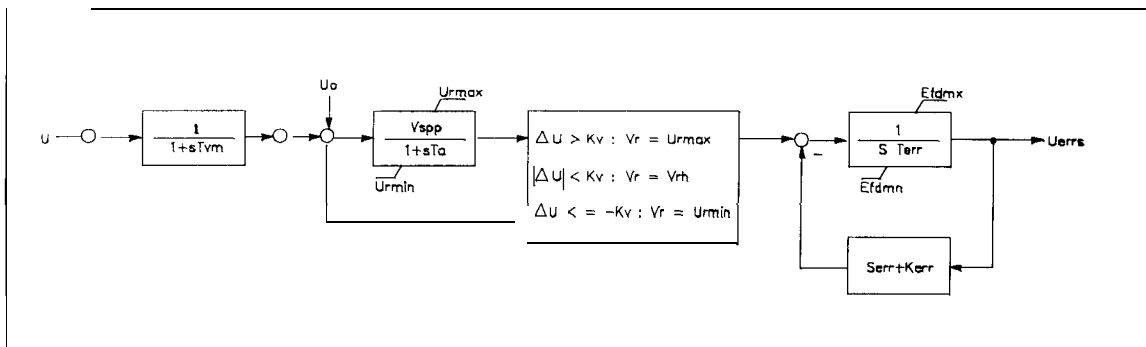 U
1
1+sTvm
Uo
Urmax
Vspp
1+sTa
Urmin
ΔU > Kv : Vr = Urmax
|ΔU| < Kv : Vr = Vrh
ΔU < = -Kv : Vr = Urmin
-
Efdmx
1
S Terr
Efdmn
Uerrs
Serr+Kerr